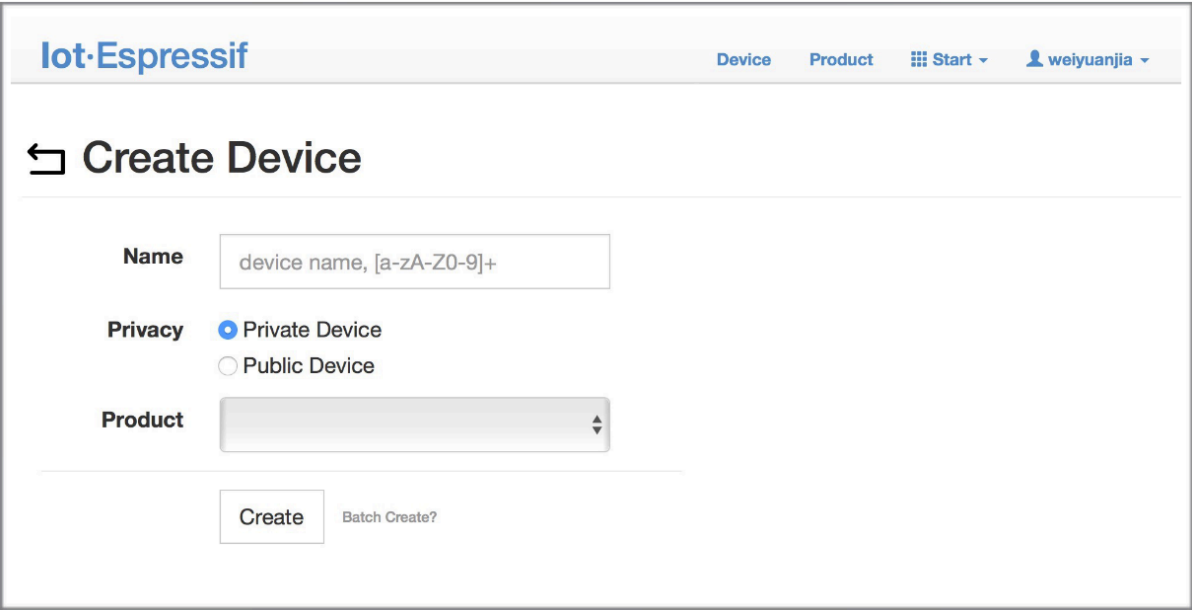 Iot·Espressif
Device Product Start weiyuanjia
Create Device
Name device name, [a-zA-Z0-9]+
Privacy Private Device
Public Device
Product
Create Batch Create?